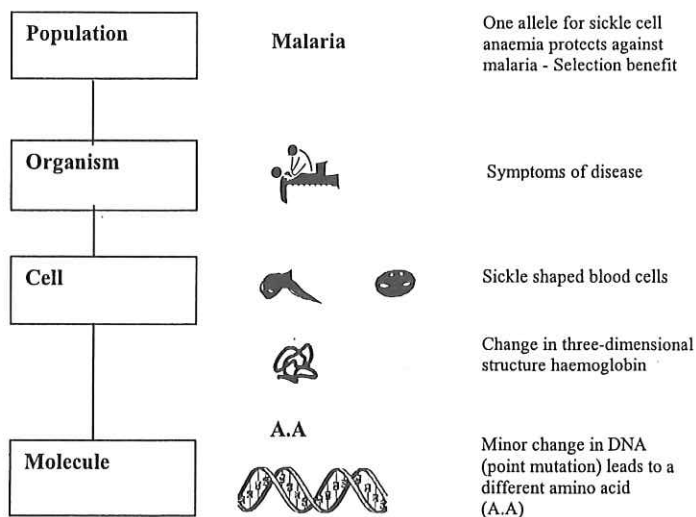 Population
Malaria
One allele for sickle cell
anaemia protects against
malaria - Selection benefit
Organism
Symptoms of disease
Cell
Sickle shaped blood cells
Change in three-dimensional
structure haemoglobin
A.A
Molecule
Minor change in DNA
(point mutation) leads to a
different amino acid
(A.A)